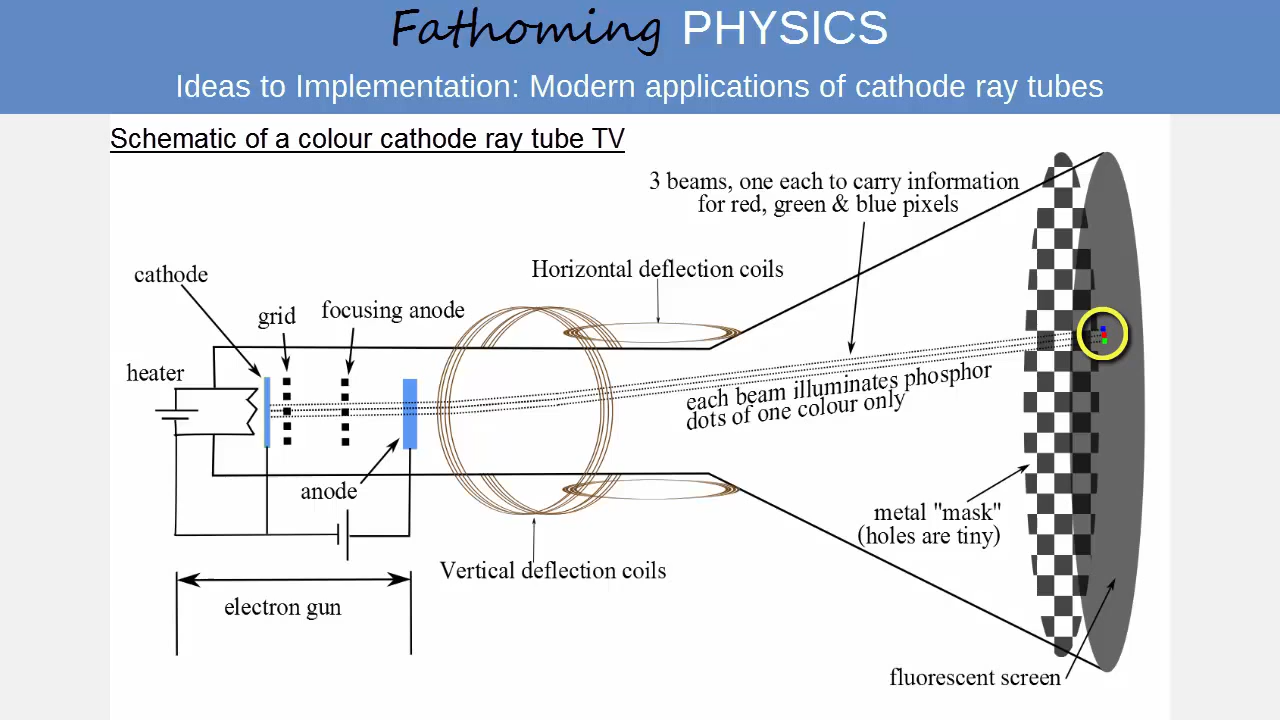 Fathoming PHYSICS
Ideas to Implementation: Modern applications of cathode ray tubes
Schematic of a colour cathode ray tube TV
3 beams, one each to carry information
for red, green & blue pixels
Horizontal deflection coils
cathode
grid
focusing anode
heater
each beam illuminates phosphor
dots of one colour only
anode
metal "mask"
(holes are tiny)
Vertical deflection coils
electron gun
fluorescent screen